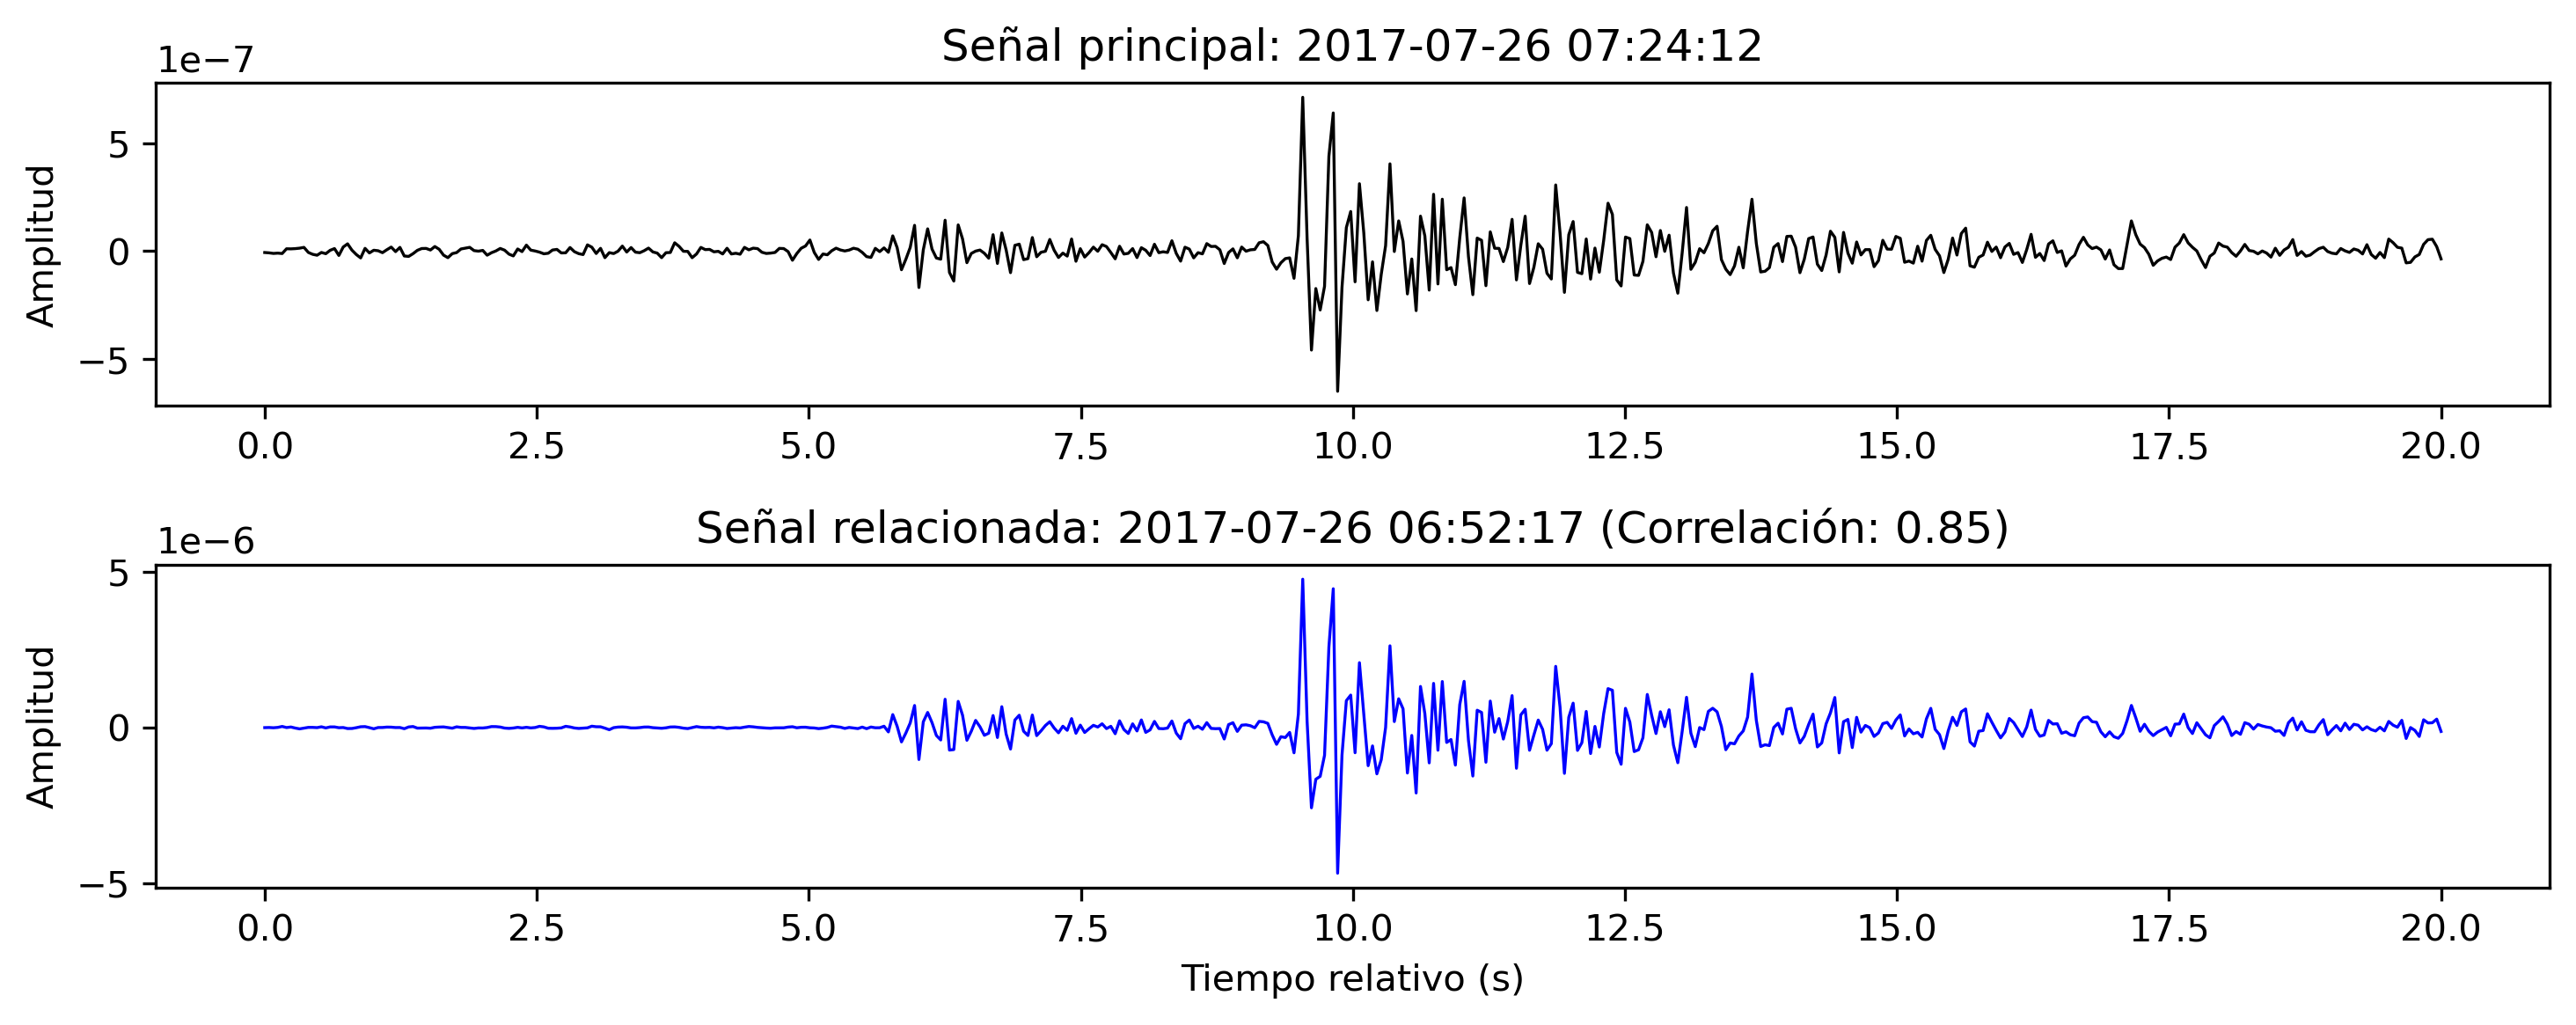 Señal principal: 2017-07-26 07:24:12
1e−7
Amplitud
5
0
−5
0.0 2.5 5.0 7.5 10.0 12.5 15.0 17.5 20.0
Señal relacionada: 2017-07-26 06:52:17 (Correlación: 0.85)
1e−6
Amplitud
5
0
−5
0.0 2.5 5.0 7.5 10.0 12.5 15.0 17.5 20.0
Tiempo relativo (s)